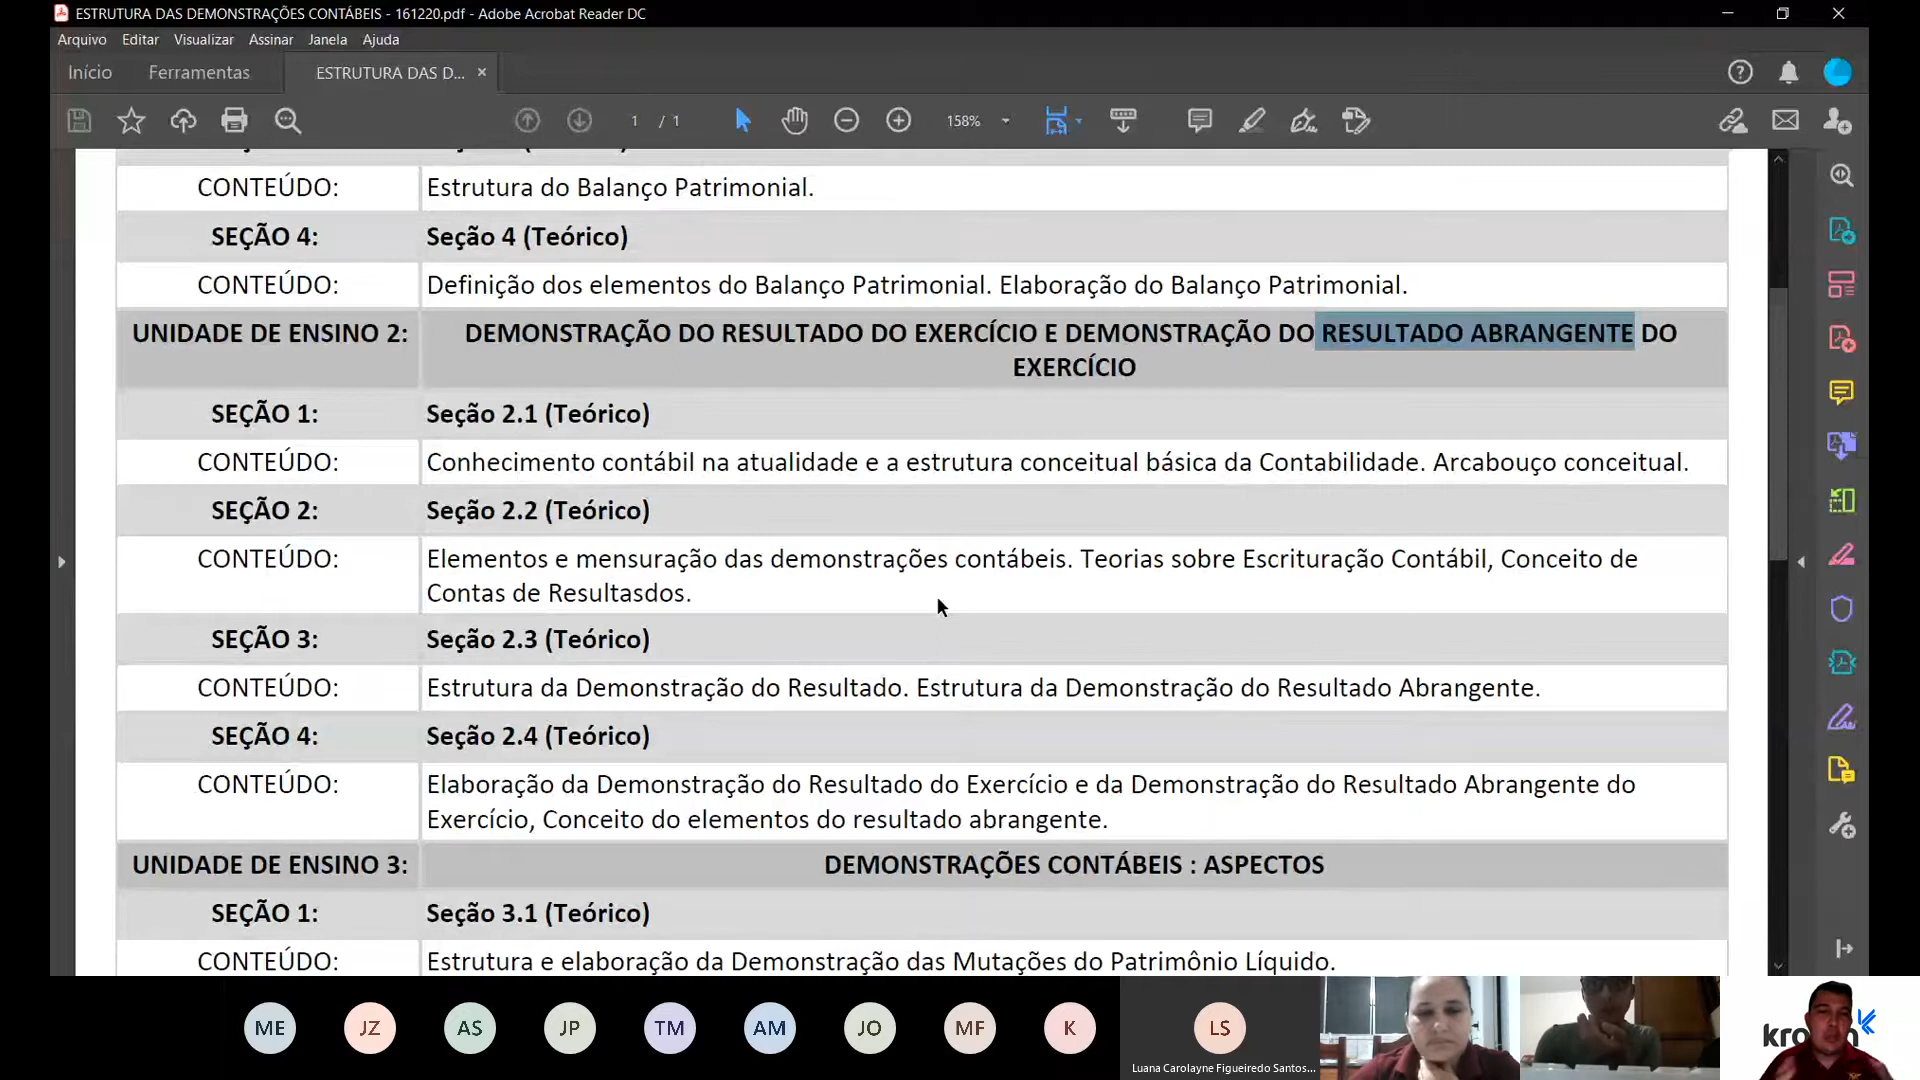 ESTRUTURA DAS DEMONSTRAÇÕES CONTÁBEIS - 161220.pdf - Adobe Acrobat Reader DC
Arquivo Editar Visualizar Assinar Janela Ajuda
Início Ferramentas ESTRUTURA DAS D... ×
1 / 1 158%
CONTEÚDO: Estrutura do Balanço Patrimonial.
SEÇÃO 4: Seção 4 (Teórico)
CONTEÚDO: Definição dos elementos do Balanço Patrimonial. Elaboração do Balanço Patrimonial.
UNIDADE DE ENSINO 2: DEMONSTRAÇÃO DO RESULTADO DO EXERCÍCIO E DEMONSTRAÇÃO DO RESULTADO ABRANGENTE DO
EXERCÍCIO
SEÇÃO 1: Seção 2.1 (Teórico)
CONTEÚDO: Conhecimento contábil na atualidade e a estrutura conceitual básica da Contabilidade. Arcabouço conceitual.
SEÇÃO 2: Seção 2.2 (Teórico)
CONTEÚDO: Elementos e mensuração das demonstrações contábeis. Teorias sobre Escrituração Contábil, Conceito de
Contas de Resultasdos.
SEÇÃO 3: Seção 2.3 (Teórico)
CONTEÚDO: Estrutura da Demonstração do Resultado. Estrutura da Demonstração do Resultado Abrangente.
SEÇÃO 4: Seção 2.4 (Teórico)
CONTEÚDO: Elaboração da Demonstração do Resultado do Exercício e da Demonstração do Resultado Abrangente do
Exercício, Conceito do elementos do resultado abrangente.
UNIDADE DE ENSINO 3: DEMONSTRAÇÕES CONTÁBEIS : ASPECTOS
SEÇÃO 1: Seção 3.1 (Teórico)
CONTEÚDO: Estrutura e elaboração da Demonstração das Mutações do Patrimônio Líquido.
ME JZ AS JP TM AM JO MF K LS
Luana Carolayne Figueiredo Santos...